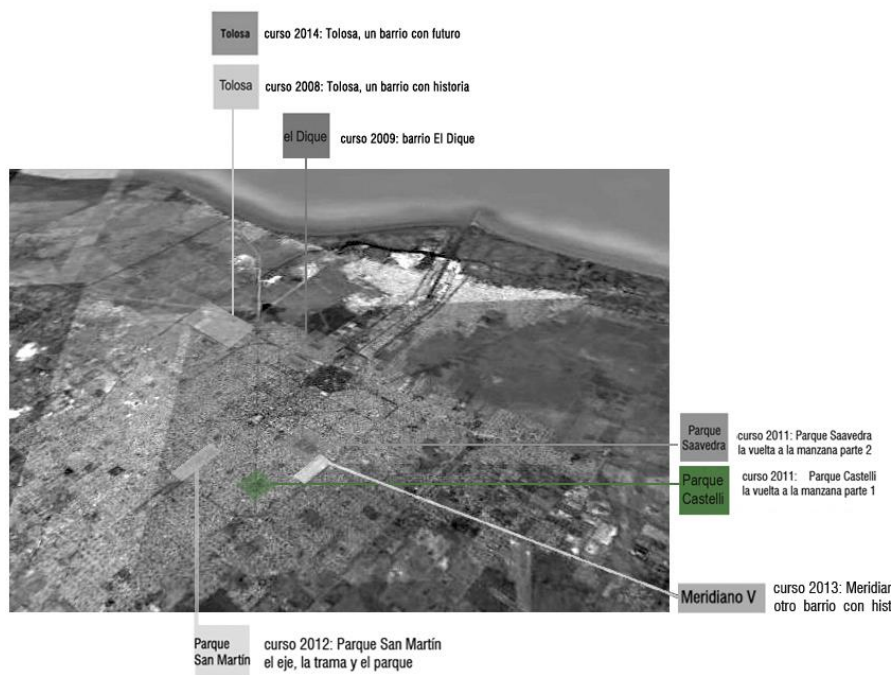 Tolosa curso 2014: Tolosa, un barrio con futuro
Tolosa curso 2008: Tolosa, un barrio con historia
el Dique curso 2009: barrio El Dique
Parque
Saavedra
curso 2011: Parque Saavedra
la vuelta a la manzana parte 2
Parque
Castelli
curso 2011: Parque Castelli
la vuelta a la manzana parte 1
Meridiano V
curso 2013: Meridian
otro barrio con hist
Parque
San Martín
curso 2012: Parque San Martín
el eje, la trama y el parque